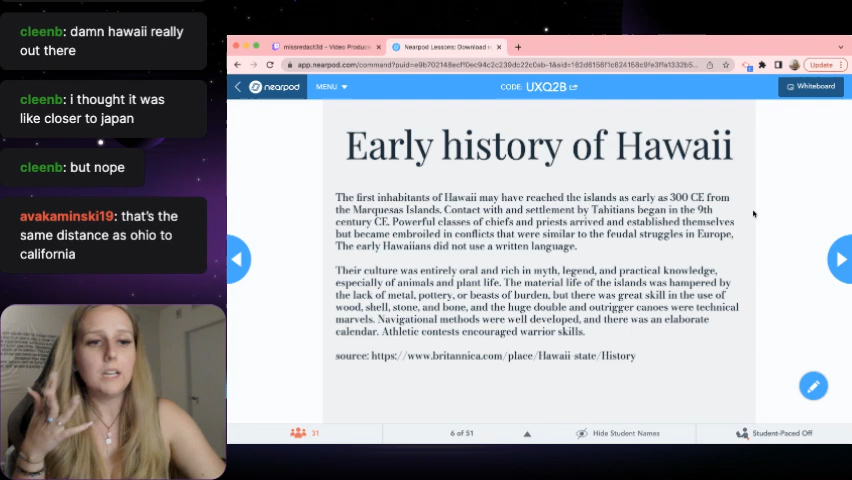 cleenb: damn hawaii really
out there
cleenb: i thought it was
like closer to japan
cleenb: but nope
avakaminski19: that's the
same distance as ohio to
california
missredact3d – Video Produce
Nearpod Lessons: Download r
Update
nearpod
MENU
CODE: UXQ2B
Whiteboard
Early history of Hawaii
The first inhabitants of Hawaii may have reached the islands as early as 300 CE from
the Marquesas Islands. Contact with and settlement by Tahitians began in the 9th
century CE. Powerful classes of chiefs and priests arrived and established themselves
but became embroiled in conflicts that were similar to the feudal struggles in Europe,
The early Hawaiians did not use a written language.
Their culture was entirely oral and rich in myth, legend, and practical knowledge,
especially of animals and plant life. The material life of the islands was hampered by
the lack of metal, pottery, or beasts of burden, but there was great skill in the use of
wood, shell, stone, and bone, and the huge double and outrigger canoes were technical
marvels. Navigational methods were well developed, and there was an elaborate
calendar. Athletic contests encouraged warrior skills.
source: https://www.britannica.com/place/Hawaii-state/History
31
6 of 51
Hide Student Names
Student-Paced Off